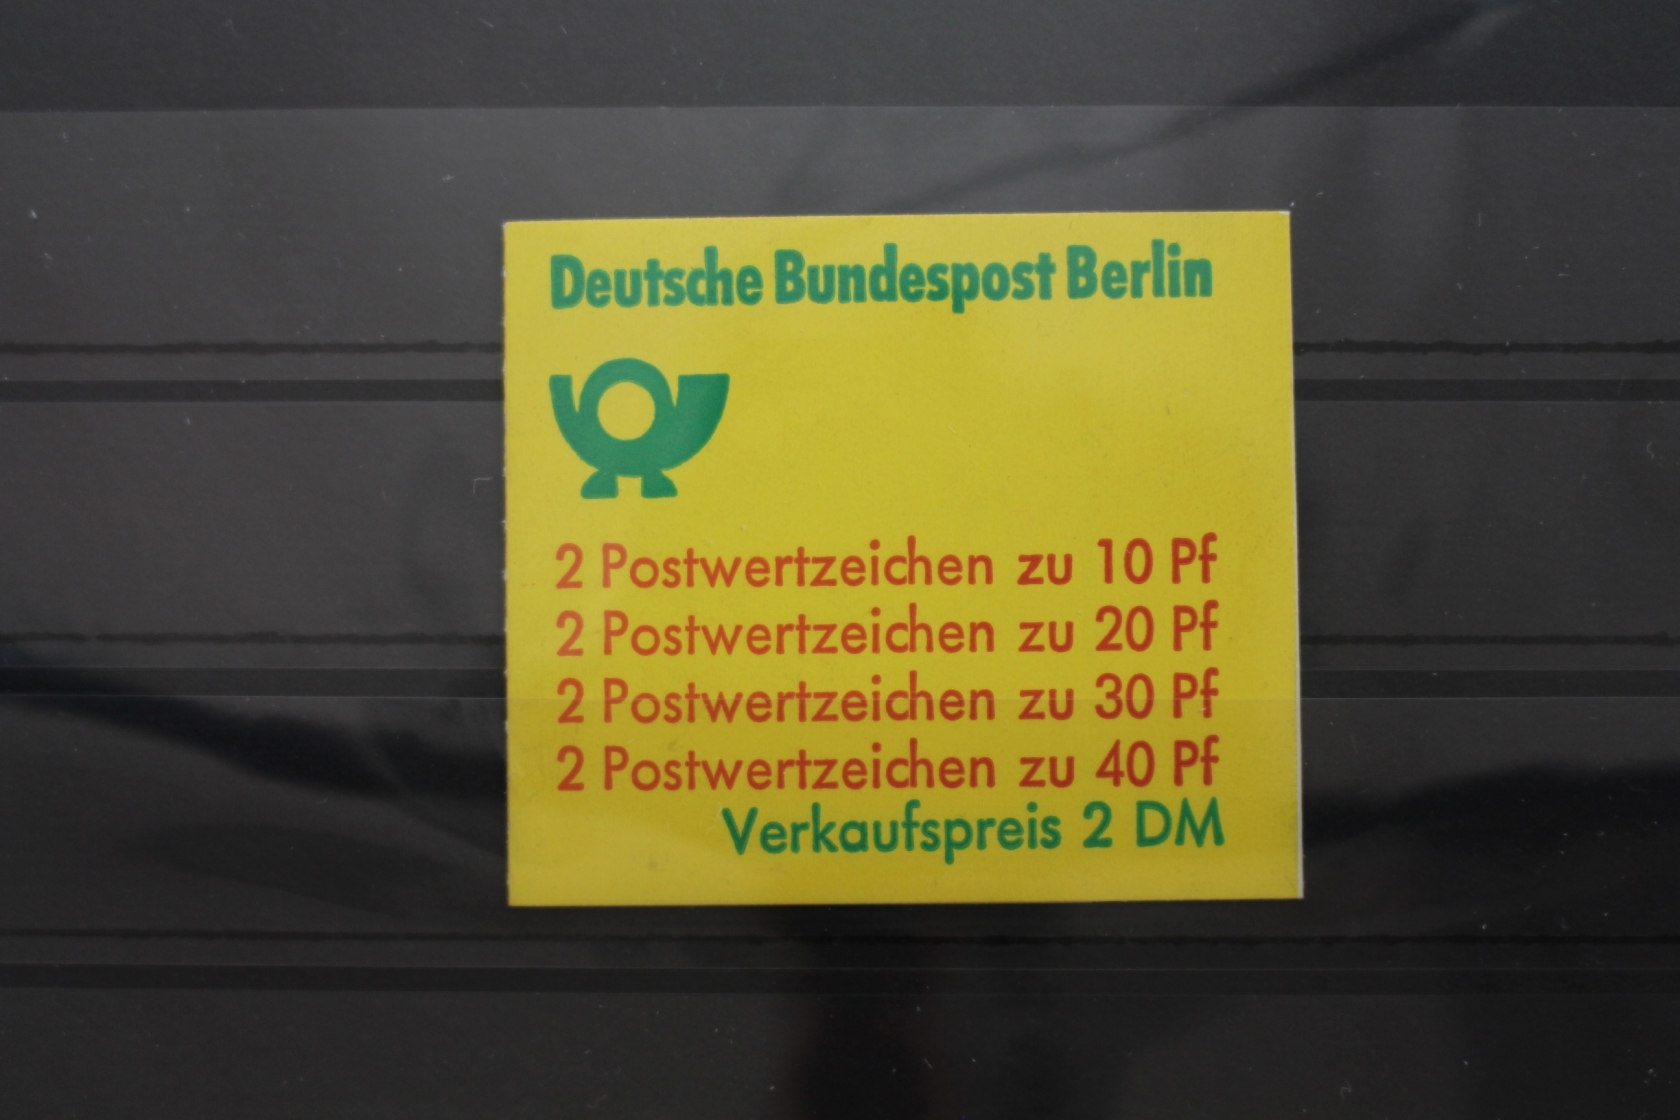 Deutsche Bundespost Berlin
2 Postwertzeichen zu 10 Pf
2 Postwertzeichen zu 20 Pf
2 Postwertzeichen zu 30 Pf
2 Postwertzeichen zu 40 Pf
Verkaufspreis 2 DM